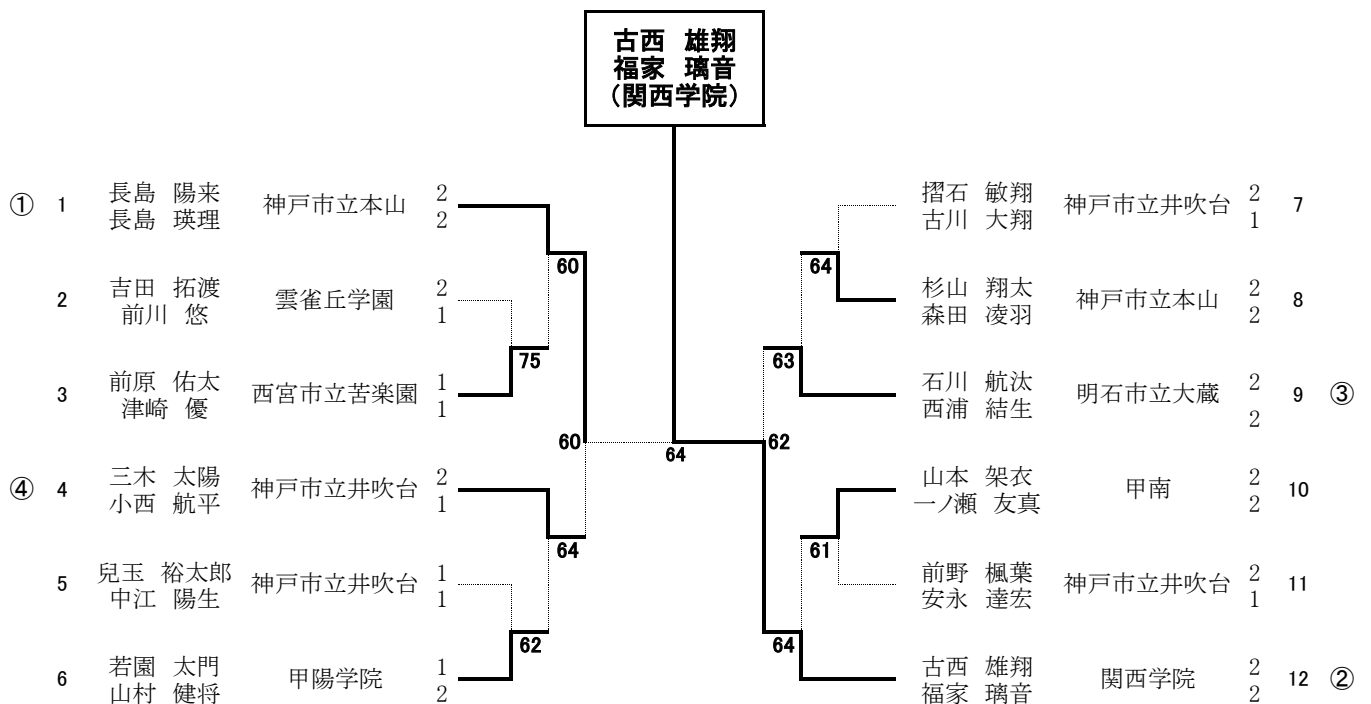 古西 雄翔
福家 璃音
(関西学院)
① 1 長島 陽来 神戸市立本山 2
長島 瑛理 2
60
2 吉田 拓渡 雲雀丘学園 2
前川 悠 1
75
3 前原 佑太 西宮市立苦楽園 1
津崎 優 1
60
④ 4 三木 太陽 神戸市立井吹台 2
小西 航平 1
64
5 兒玉 裕太郎 神戸市立井吹台 1
中江 陽生 1
62
6 若園 太門 甲陽学院 1
山村 健将 2
64
摺石 敏翔 神戸市立井吹台 2 7
古川 大翔 1
64
杉山 翔太 神戸市立本山 2 8
森田 凌羽 2
63
石川 航汰 明石市立大蔵 2 9 ③
西浦 結生 2
62
山本 架衣 甲南 2 10
一ノ瀬 友真 2
61
前野 楓葉 神戸市立井吹台 2 11
安永 達宏 1
64
古西 雄翔 関西学院 2 12 ②
福家 璃音 2